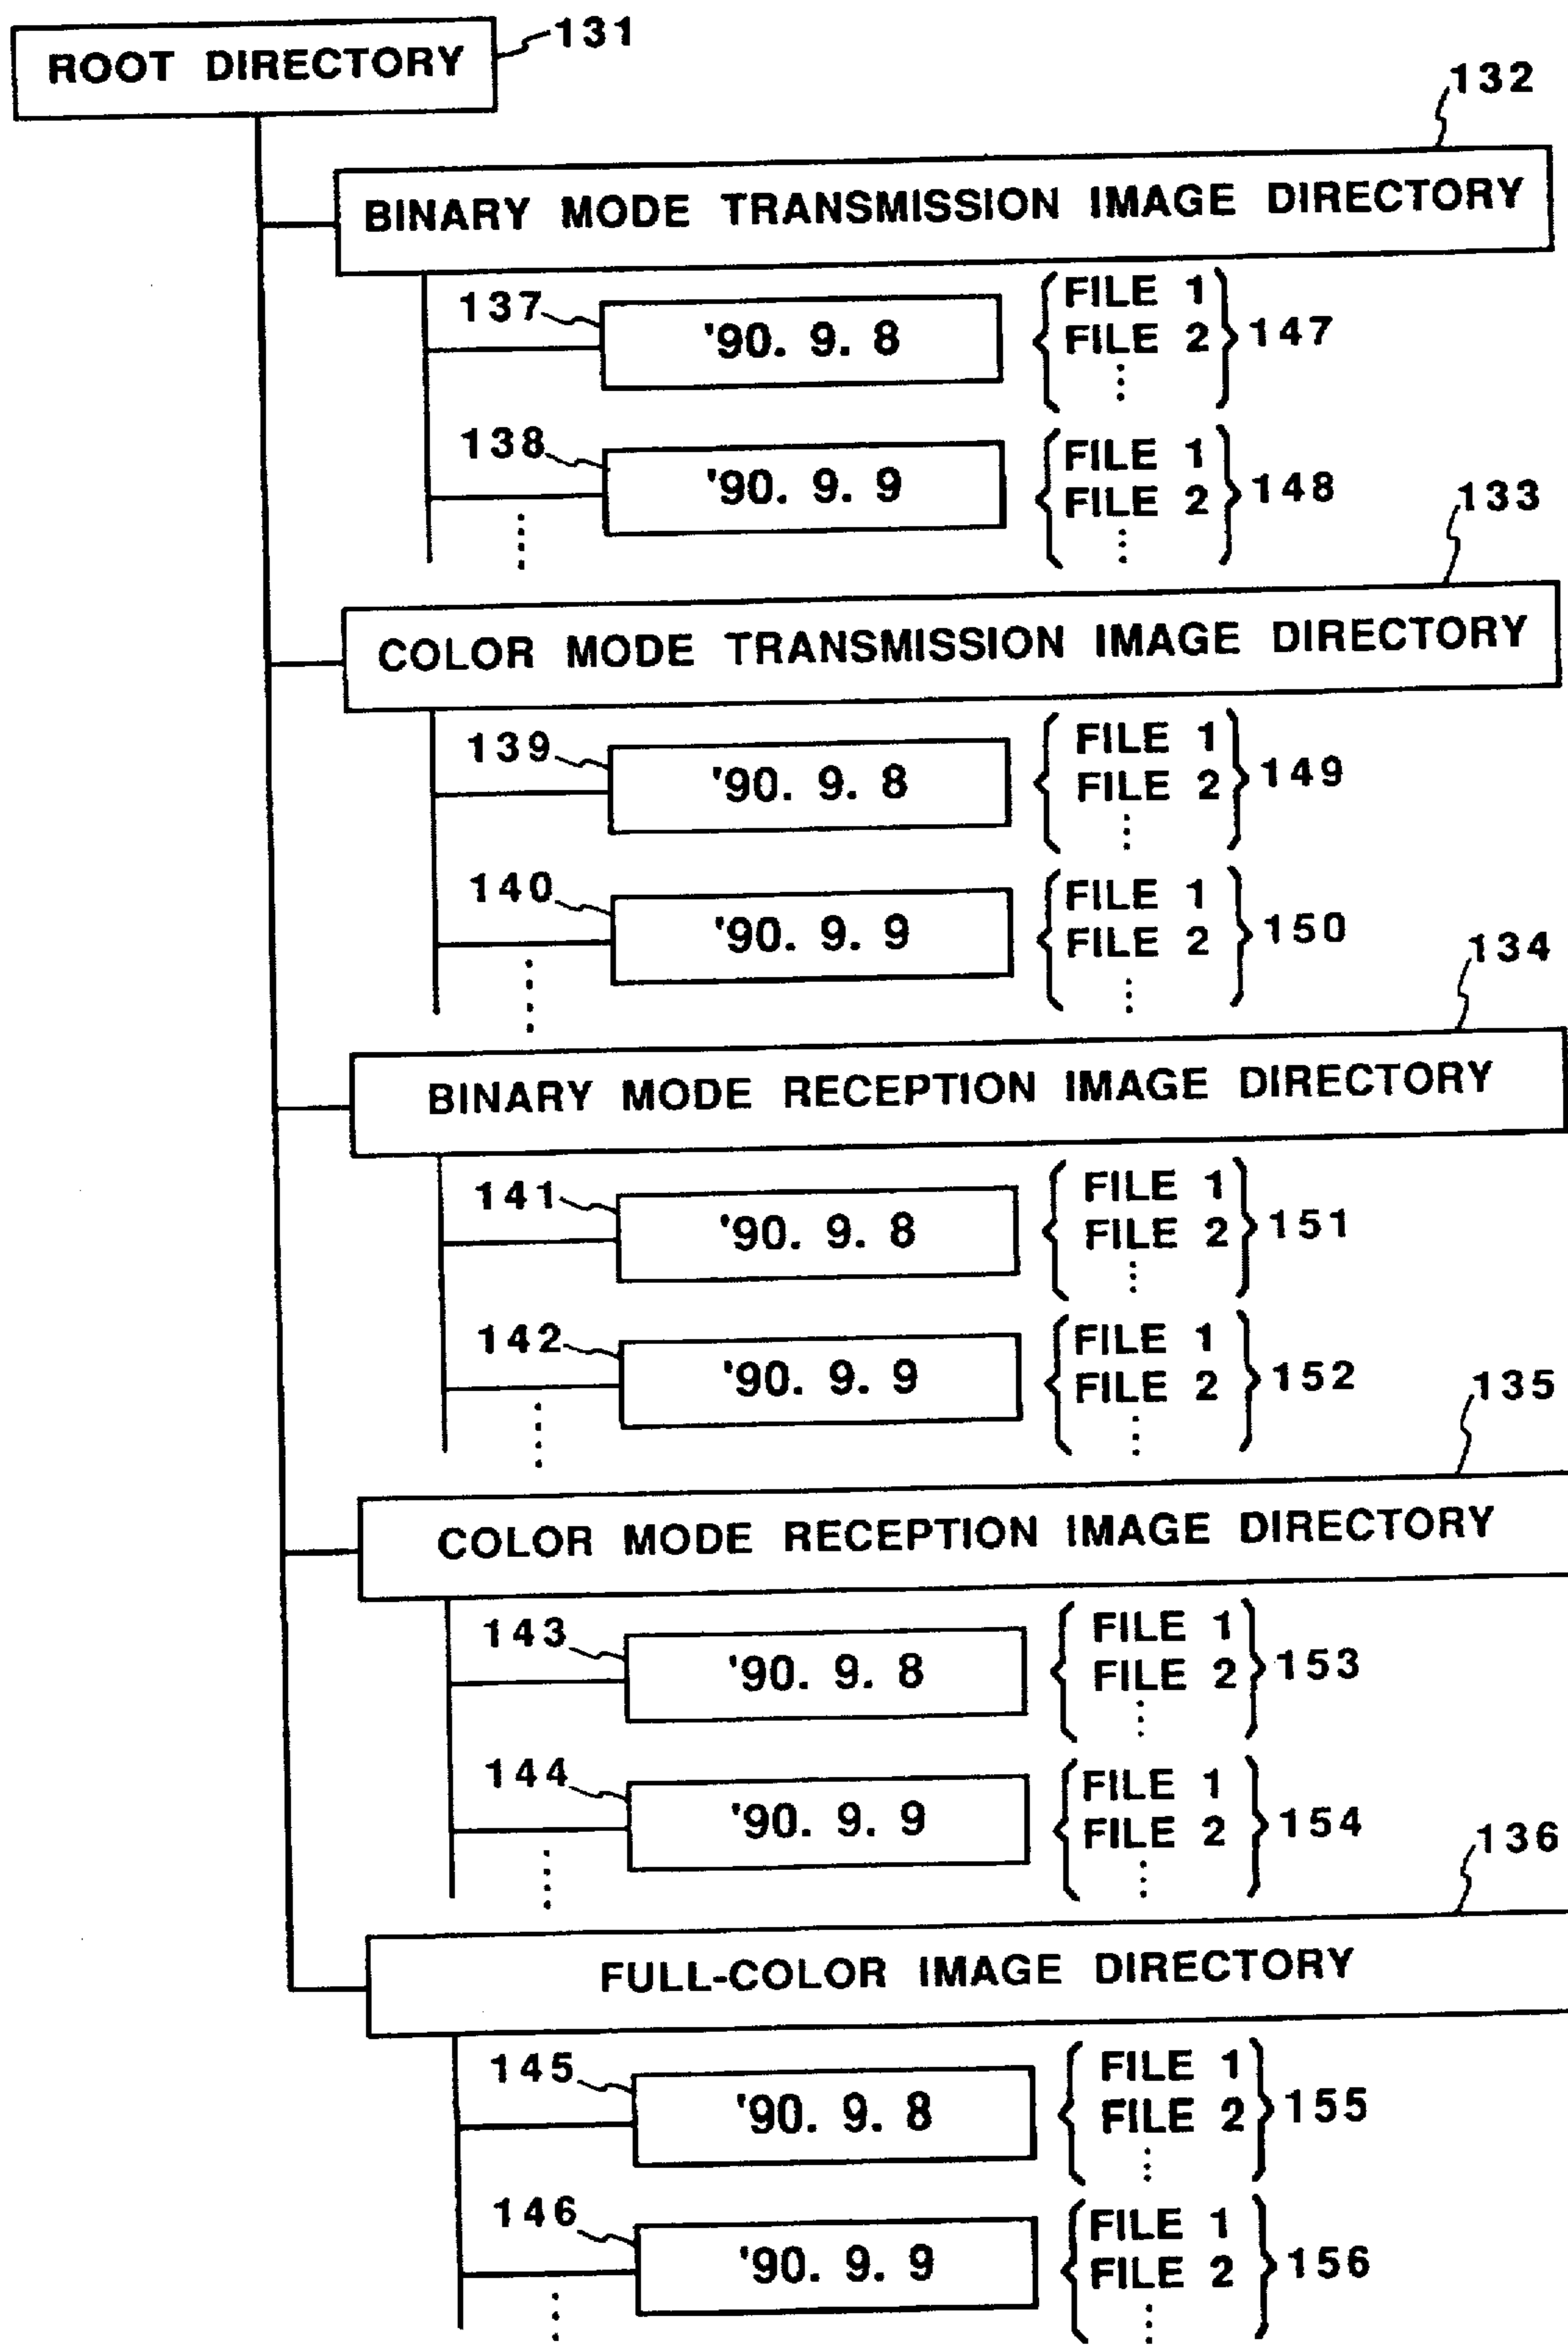 ROOT DIRECTORY 131
132
BINARY MODE TRANSMISSION IMAGE DIRECTORY
137 '90. 9. 8 FILE 1
FILE 2 147
138 '90. 9. 9 FILE 1
FILE 2 148
133
COLOR MODE TRANSMISSION IMAGE DIRECTORY
139 '90. 9. 8 FILE 1
FILE 2 149
140 '90. 9. 9 FILE 1
FILE 2 150
134
BINARY MODE RECEPTION IMAGE DIRECTORY
141 '90. 9. 8 FILE 1
FILE 2 151
142 '90. 9. 9 FILE 1
FILE 2 152
135
COLOR MODE RECEPTION IMAGE DIRECTORY
143 '90. 9. 8 FILE 1
FILE 2 153
144 '90. 9. 9 FILE 1
FILE 2 154
136
FULL-COLOR IMAGE DIRECTORY
145 '90. 9. 8 FILE 1
FILE 2 155
146 '90. 9. 9 FILE 1
FILE 2 156